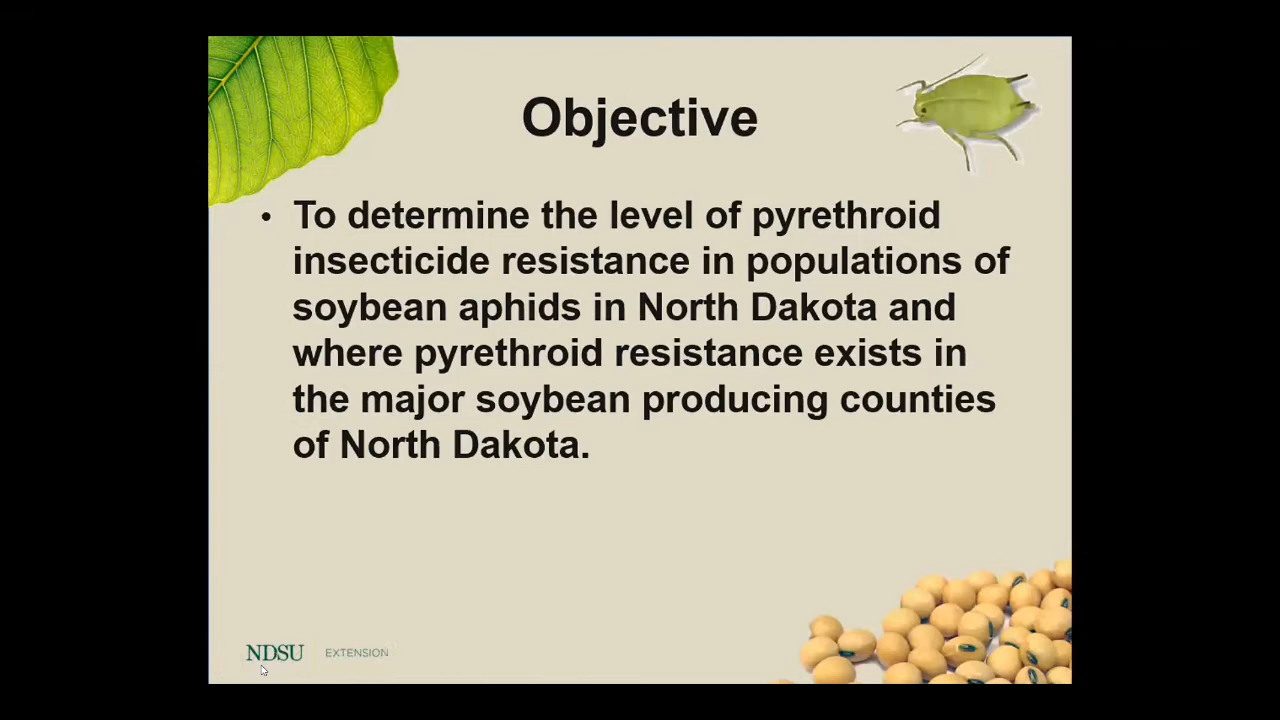 Objective
• To determine the level of pyrethroid
insecticide resistance in populations of
soybean aphids in North Dakota and
where pyrethroid resistance exists in
the major soybean producing counties
of North Dakota.
NDSU EXTENSION